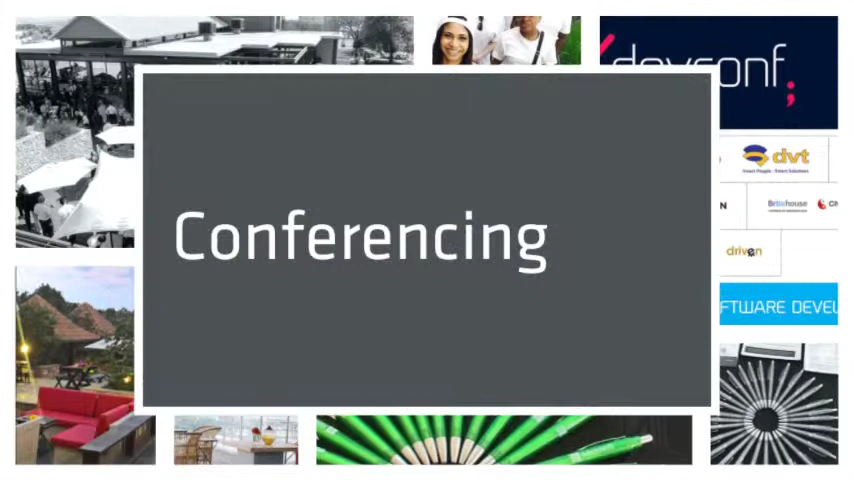 devconf;
dvt
Smart People · Smart Solutions
Britehouse
driven
FTWARE DEVEL
Conferencing